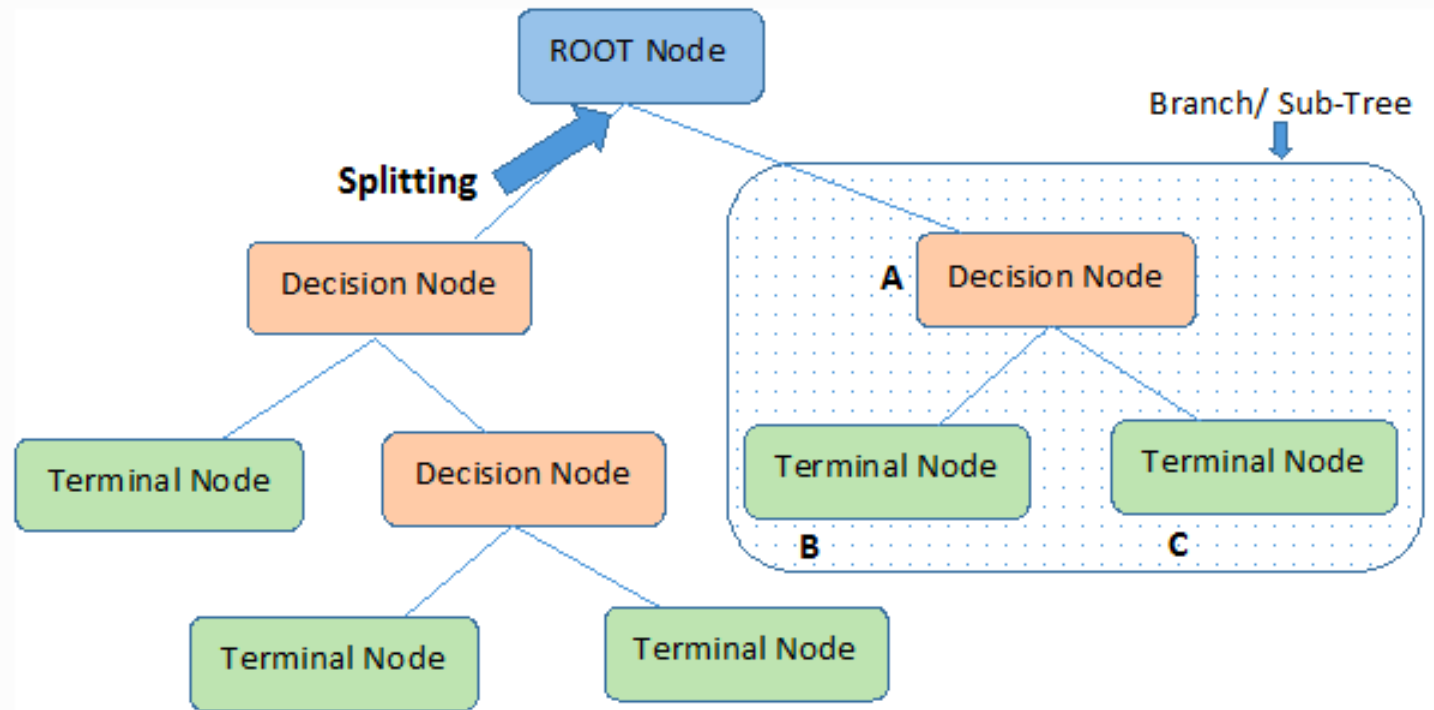 ROOT Node
Branch/ Sub-Tree
Splitting
Decision Node
A
Decision Node
Terminal Node
Decision Node
Terminal Node
Terminal Node
B
C
Terminal Node
Terminal Node